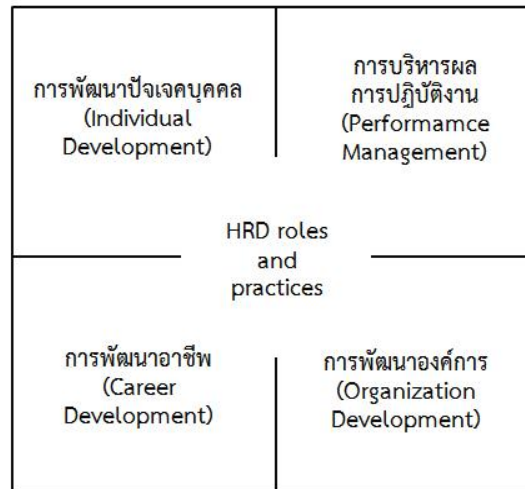 การพัฒนาปัจเจคบุคคล
(Individual
Development)
การบริหารผล
การปฏิบัติงาน
(Performamce
Management)
HRD roles
and
practices
การพัฒนาอาชีพ
(Career
Development)
การพัฒนาองค์การ
(Organization
Development)